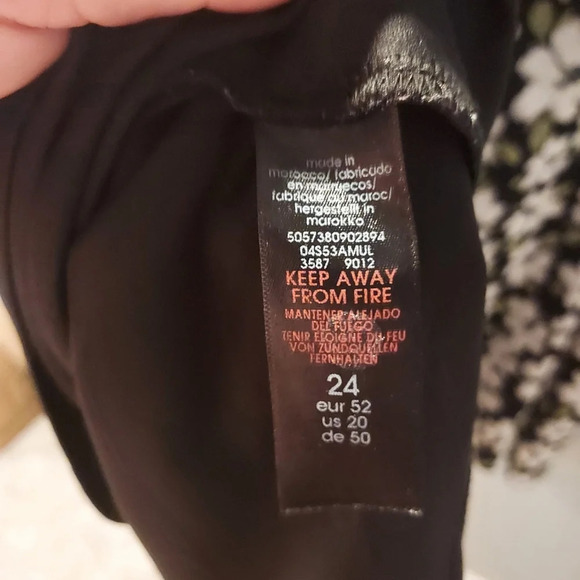 made in
morocco/ fabricado
en marruecos/
fabriqué au maroc/
hergestellt in
marokko
5057380902894
04S53AMUL
3587 9012
KEEP AWAY
FROM FIRE
MANTENER ALEJADO
DEL FUEGO
TENIR ELOIGNE DU FEU
VON ZUNDQUELLEN
FERNHALTEN
24
eur 52
us 20
de 50